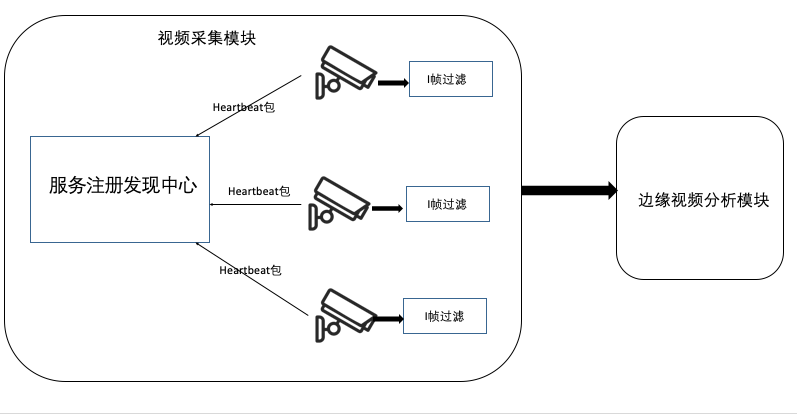 视频采集模块
I帧过滤
Heartbeat包
服务注册发现中心
Heartbeat包
I帧过滤
边缘视频分析模块
Heartbeat包
I帧过滤